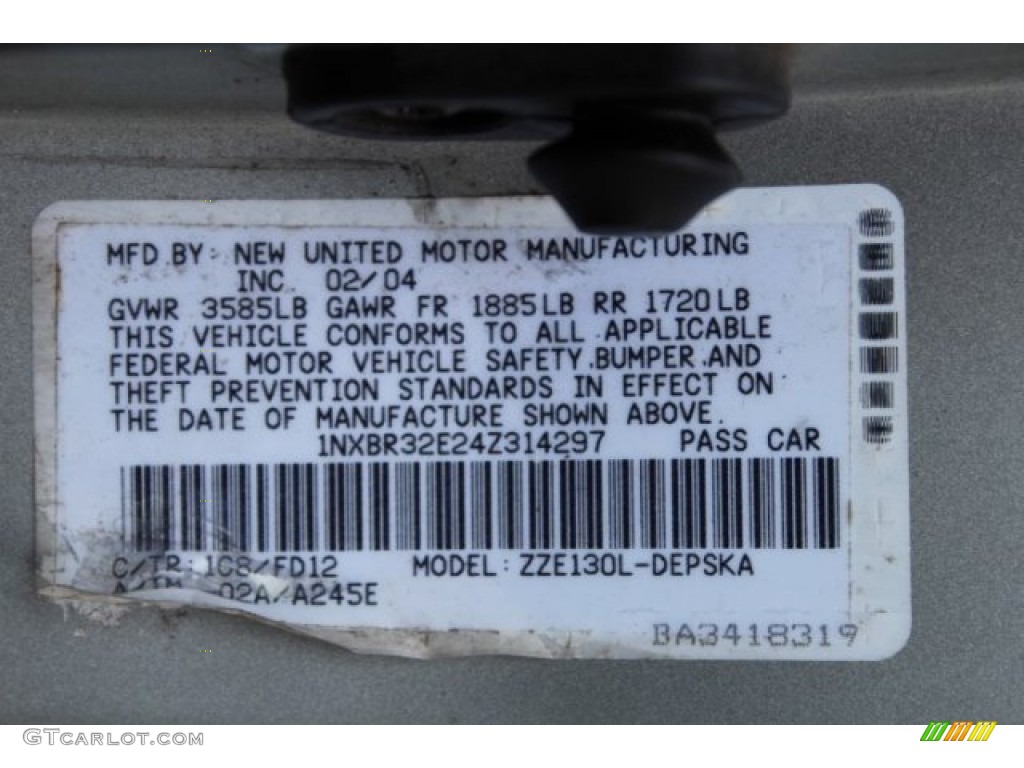 MFD BY: NEW UNITED MOTOR MANUFACTURING
INC. 02/04
GVWR 3585LB GAWR FR 1885LB RR 1720LB
THIS VEHICLE CONFORMS TO ALL APPLICABLE
FEDERAL MOTOR VEHICLE SAFETY,BUMPER,AND
THEFT PREVENTION STANDARDS IN EFFECT ON
THE DATE OF MANUFACTURE SHOWN ABOVE.
1NXBR32E24Z314297 PASS CAR
C/TR: 1C8/FD12 MODEL: ZZE130L-DEPSKA
A/TM 02A/A245E
BA3418319
GTCARLOT.COM